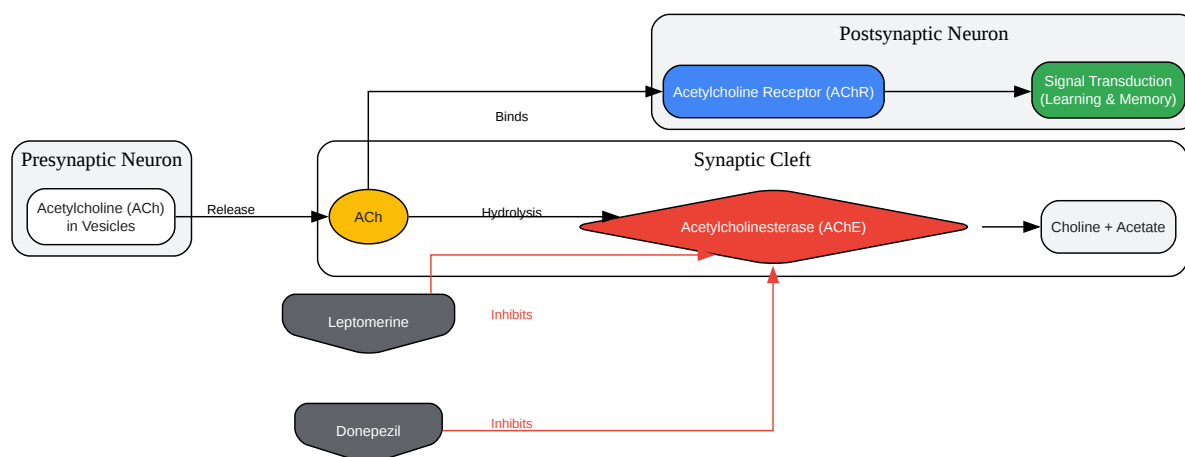 Postsynaptic Neuron
Acetylcholine Receptor (AChR)
Signal Transduction
(Learning & Memory)
Binds
Presynaptic Neuron
Acetylcholine (ACh)
in Vesicles
Release
Synaptic Cleft
ACh
Hydrolysis
Acetylcholinesterase (AChE)
Choline + Acetate
Leptomerine
Inhibits
Donepezil
Inhibits